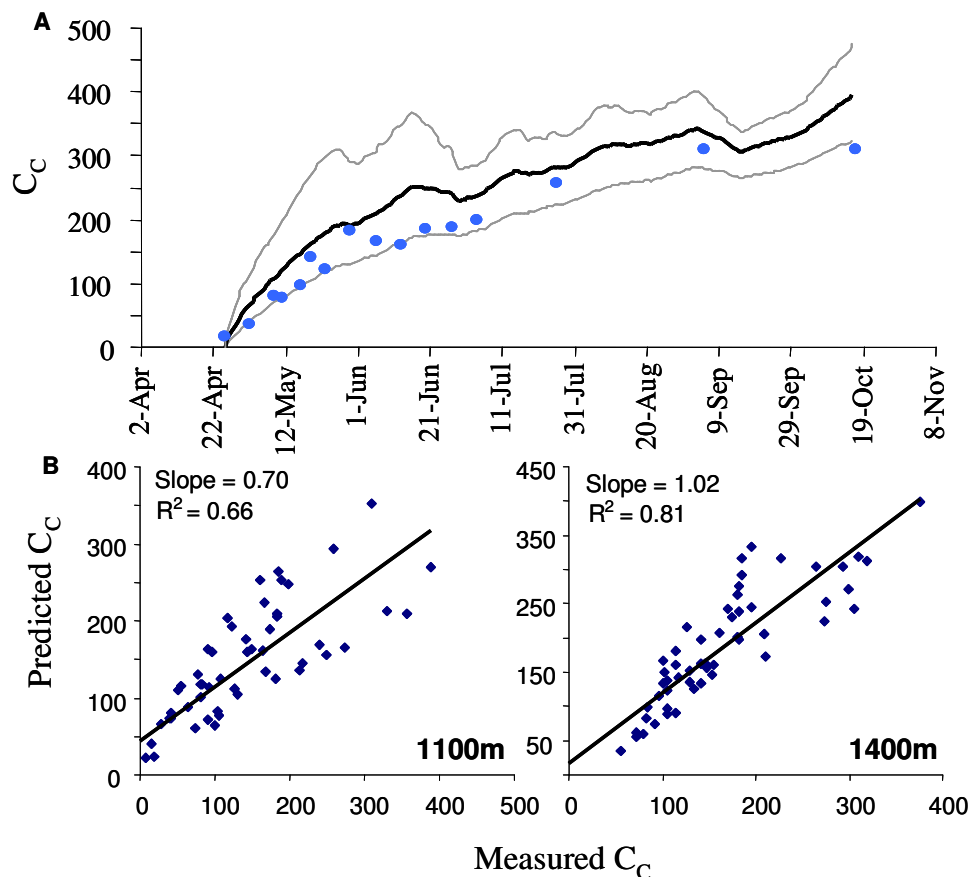 A
500
400
300
200
100
0
C_C
2-Apr
22-Apr
12-May
1-Jun
21-Jun
11-Jul
31-Jul
20-Aug
9-Sep
29-Sep
19-Oct
8-Nov
B
400
300
200
100
0
Predicted C_C
Slope = 0.70
R² = 0.66
1100m
0 100 200 300 400 500
450
350
250
150
50
Slope = 1.02
R² = 0.81
1400m
0 100 200 300 400
Measured C_C